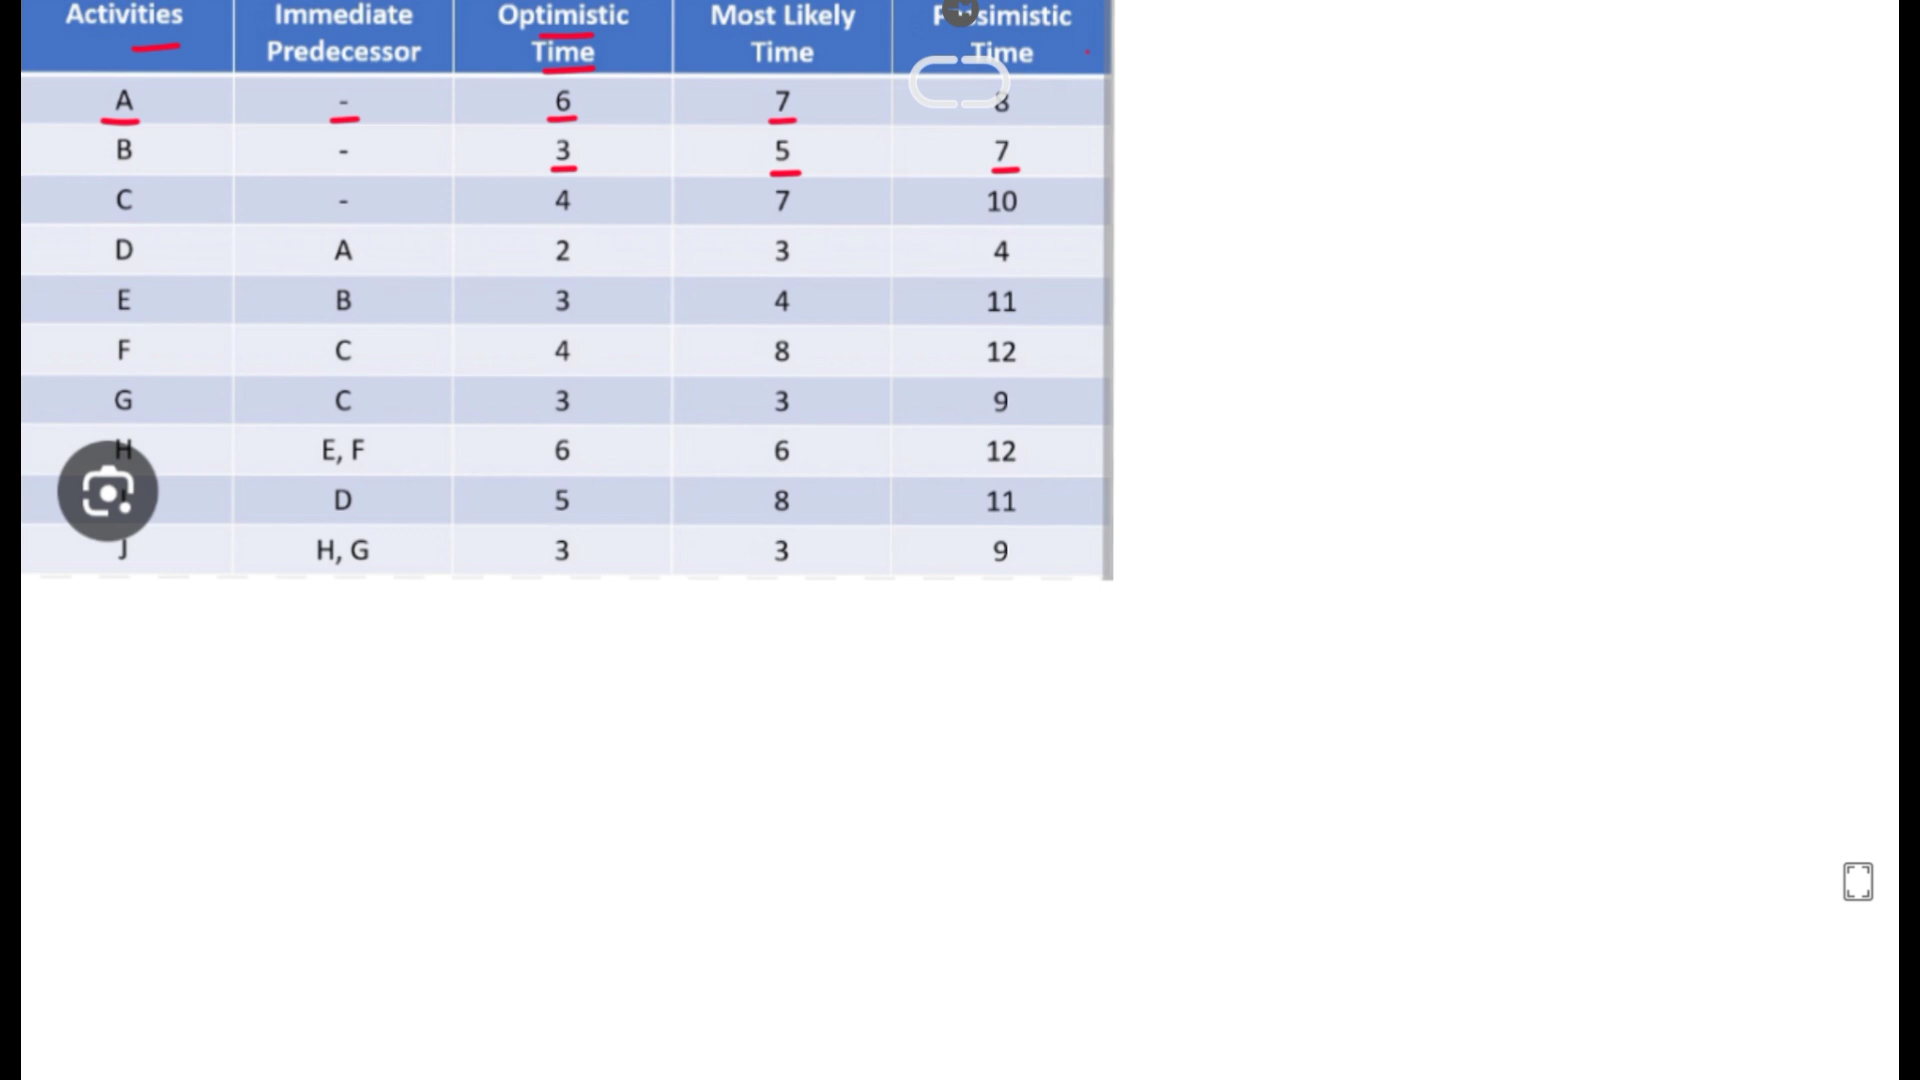 Activities Immediate Predecessor Optimistic Time Most Likely Time Time
A - 6 7 8
B - 3 5 7
C - 4 7 10
D A 2 3 4
E B 3 4 11
F C 4 8 12
G C 3 3 9
H E, F 6 6 12
D 5 8 11
J H, G 3 3 9